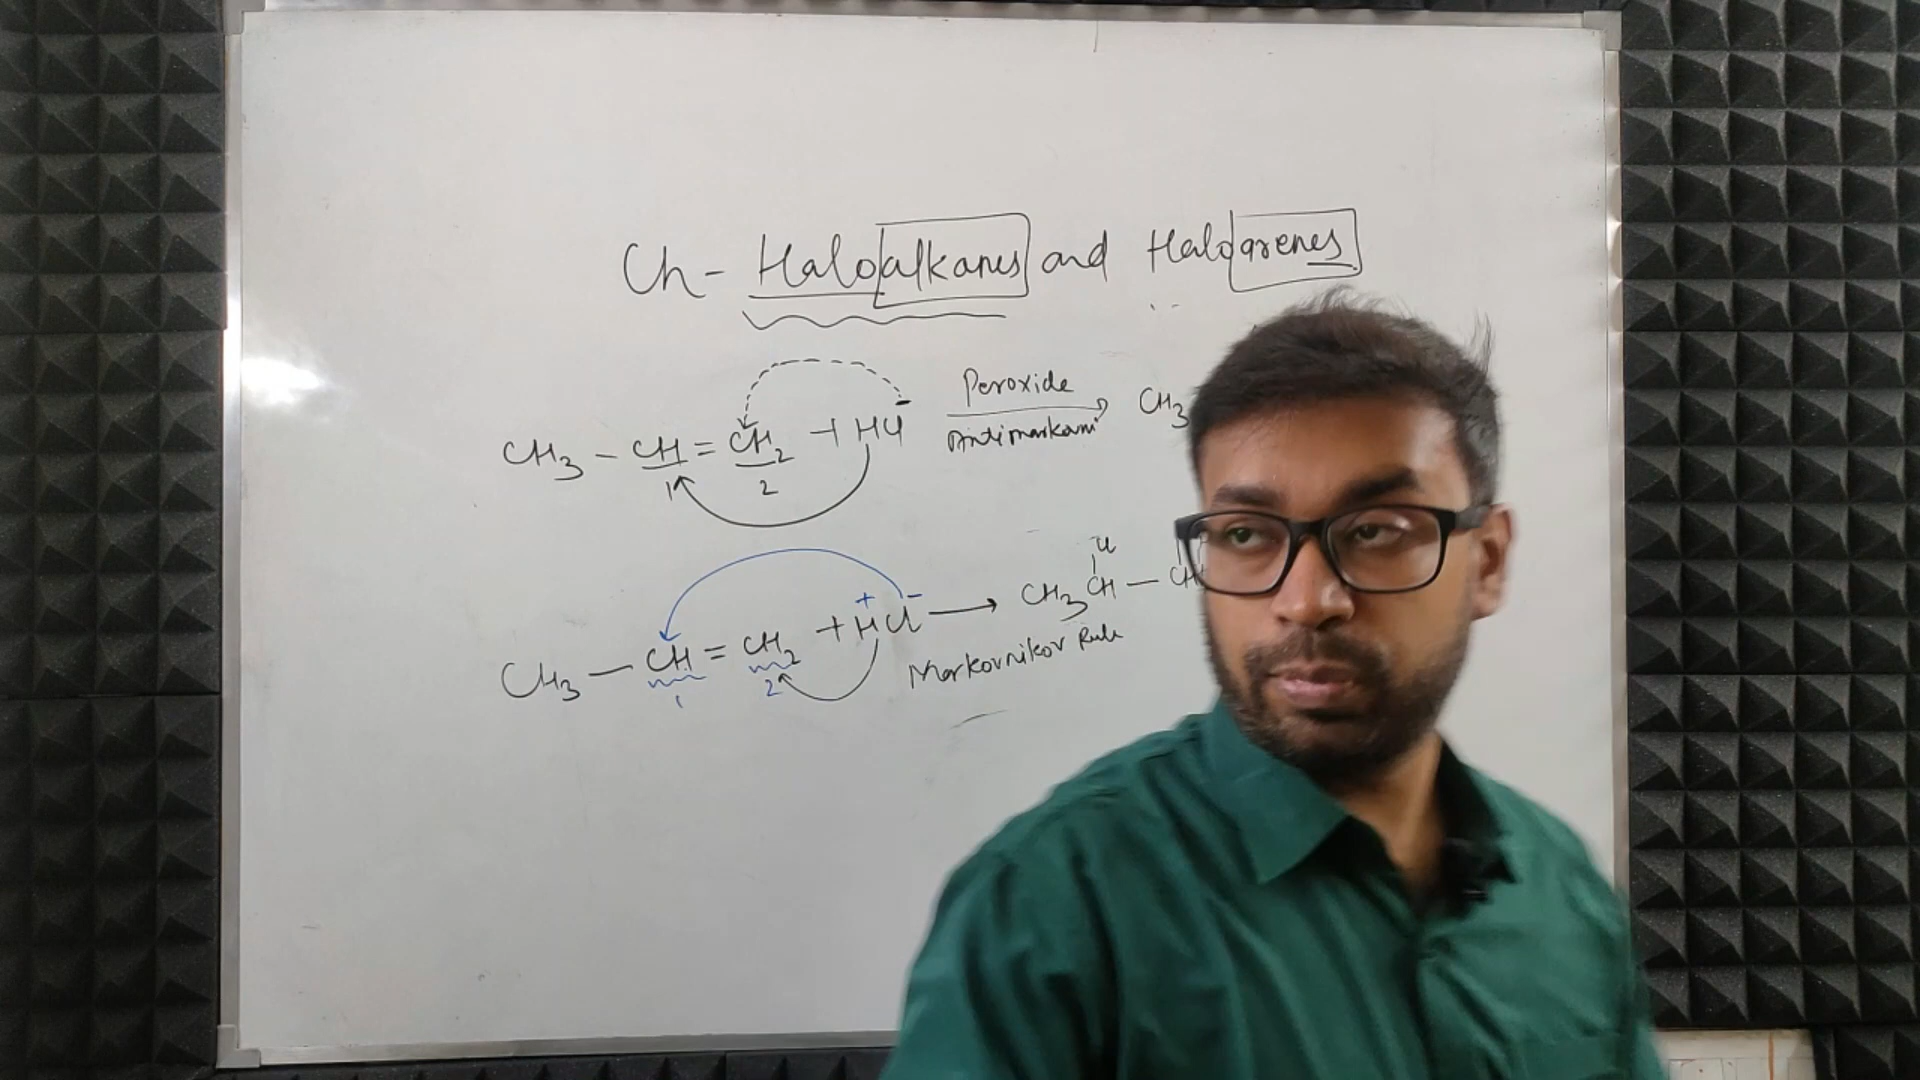 Ch - Haloalkanes and Haloarenes
Peroxide
CH3 - CH = CH2 + HCl
CH3
Antimarkani
1 2
Cl
+ -
CH3 - CH = CH2 + HCl → CH3 CH - CH
1 2
Markovnikov Rule